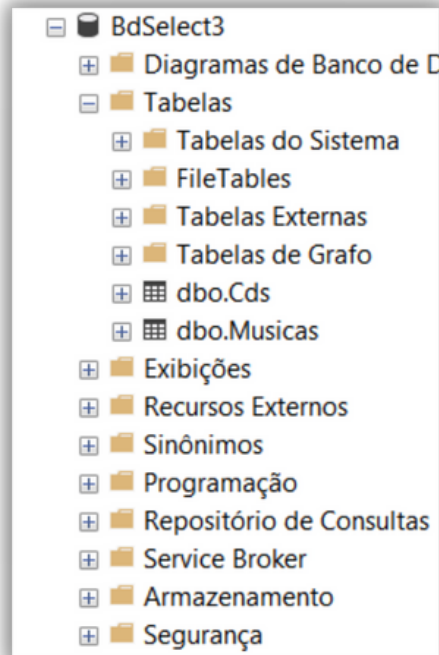 BdSelect3
Diagramas de Banco de D
Tabelas
Tabelas do Sistema
FileTables
Tabelas Externas
Tabelas de Grafo
dbo.Cds
dbo.Musicas
Exibições
Recursos Externos
Sinônimos
Programação
Repositório de Consultas
Service Broker
Armazenamento
Segurança